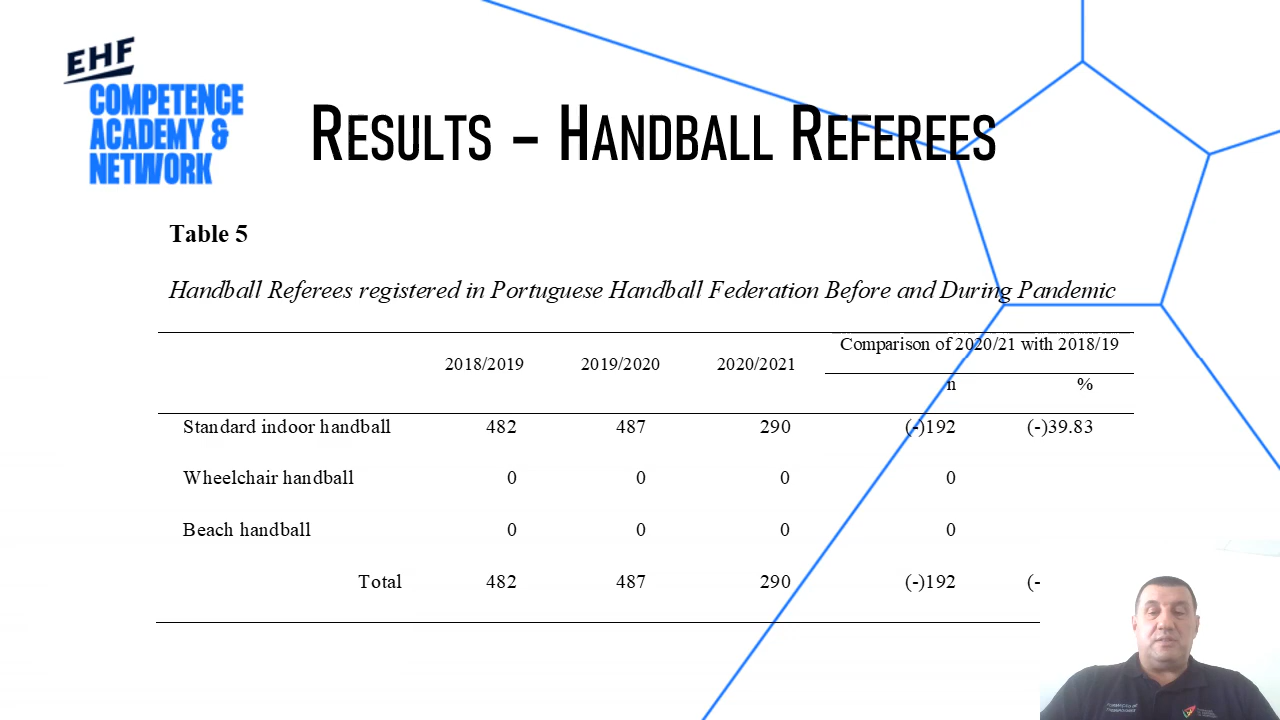 EHF
COMPETENCE
ACADEMY &
NETWORK
RESULTS – HANDBALL REFEREES
Table 5
Handball Referees registered in Portuguese Handball Federation Before and During Pandemic
2018/2019 2019/2020 2020/2021 Comparison of 2020/21 with 2018/19
n %
Standard indoor handball 482 487 290 (-)192 (-)39.83
Wheelchair handball 0 0 0 0
Beach handball 0 0 0 0
Total 482 487 290 (-)192 (-